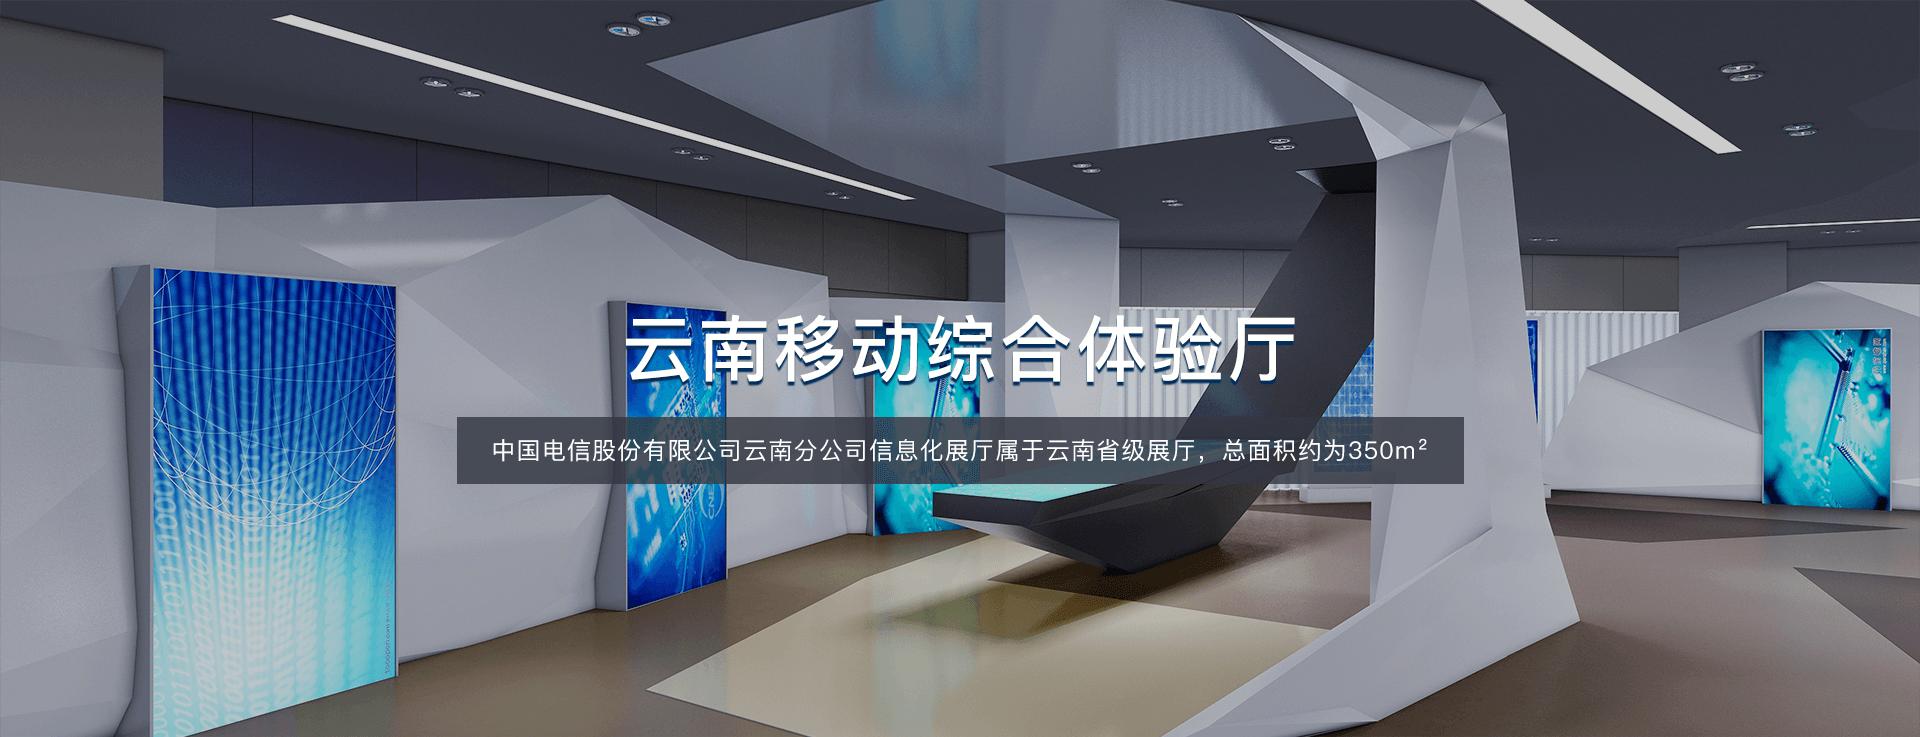 云南移动综合体验厅
中国电信股份有限公司云南分公司信息化展厅属于云南省级展厅，总面积约为350m²